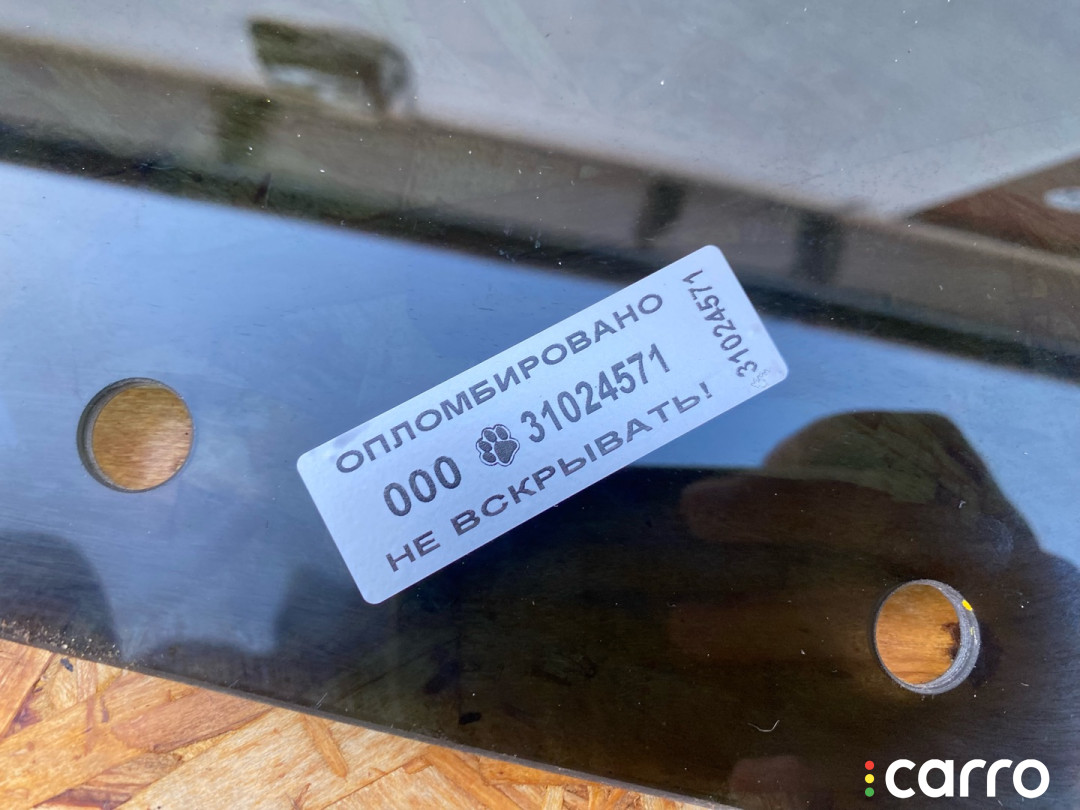 ОПЛОМБИРОВАНО
000 31024571
НЕ ВСКРЫВАТЬ!
31024571
carro